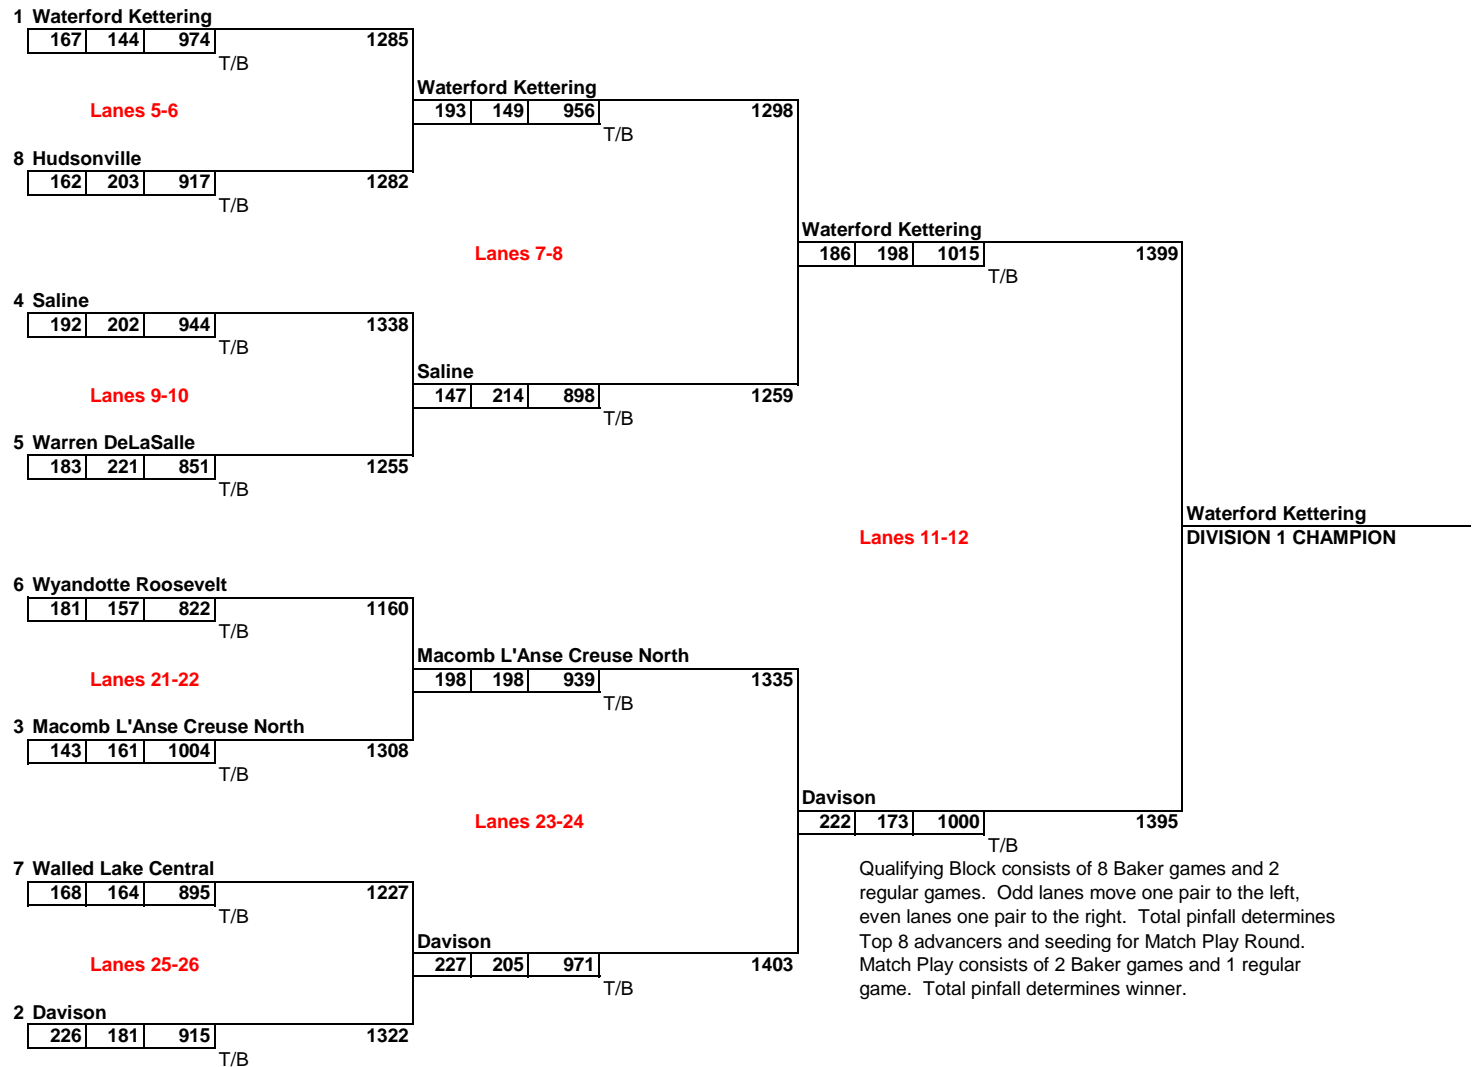 1 Waterford Kettering
167 144 974 1285
T/B
Waterford Kettering
Lanes 5-6
193 149 956 1298
T/B
8 Hudsonville
162 203 917 1282
T/B
Waterford Kettering
Lanes 7-8
186 198 1015 1399
T/B
4 Saline
192 202 944 1338
T/B
Saline
Lanes 9-10
147 214 898 1259
T/B
5 Warren DeLaSalle
183 221 851 1255
T/B
Waterford Kettering
Lanes 11-12
DIVISION 1 CHAMPION
6 Wyandotte Roosevelt
181 157 822 1160
T/B
Macomb L'Anse Creuse North
Lanes 21-22
198 198 939 1335
T/B
3 Macomb L'Anse Creuse North
143 161 1004 1308
T/B
Davison
Lanes 23-24
222 173 1000 1395
T/B
7 Walled Lake Central
168 164 895 1227
T/B
Davison
Lanes 25-26
227 205 971 1403
T/B
2 Davison
226 181 915 1322
T/B
Qualifying Block consists of 8 Baker games and 2
regular games. Odd lanes move one pair to the left,
even lanes one pair to the right. Total pinfall determines
Top 8 advancers and seeding for Match Play Round.
Match Play consists of 2 Baker games and 1 regular
game. Total pinfall determines winner.